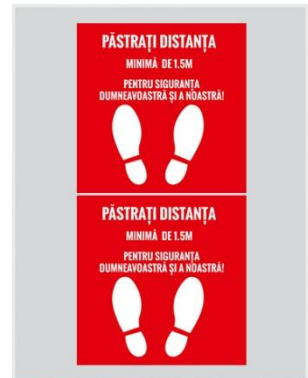 PĂSTRAȚI DISTANȚA
MINIMĂ DE 1.5M
PENTRU SIGURANȚA
DUMNEAVOASTRĂ ȘI A NOASTRĂ!
PĂSTRAȚI DISTANȚA
MINIMĂ DE 1.5M
PENTRU SIGURANȚA
DUMNEAVOASTRĂ ȘI A NOASTRĂ!